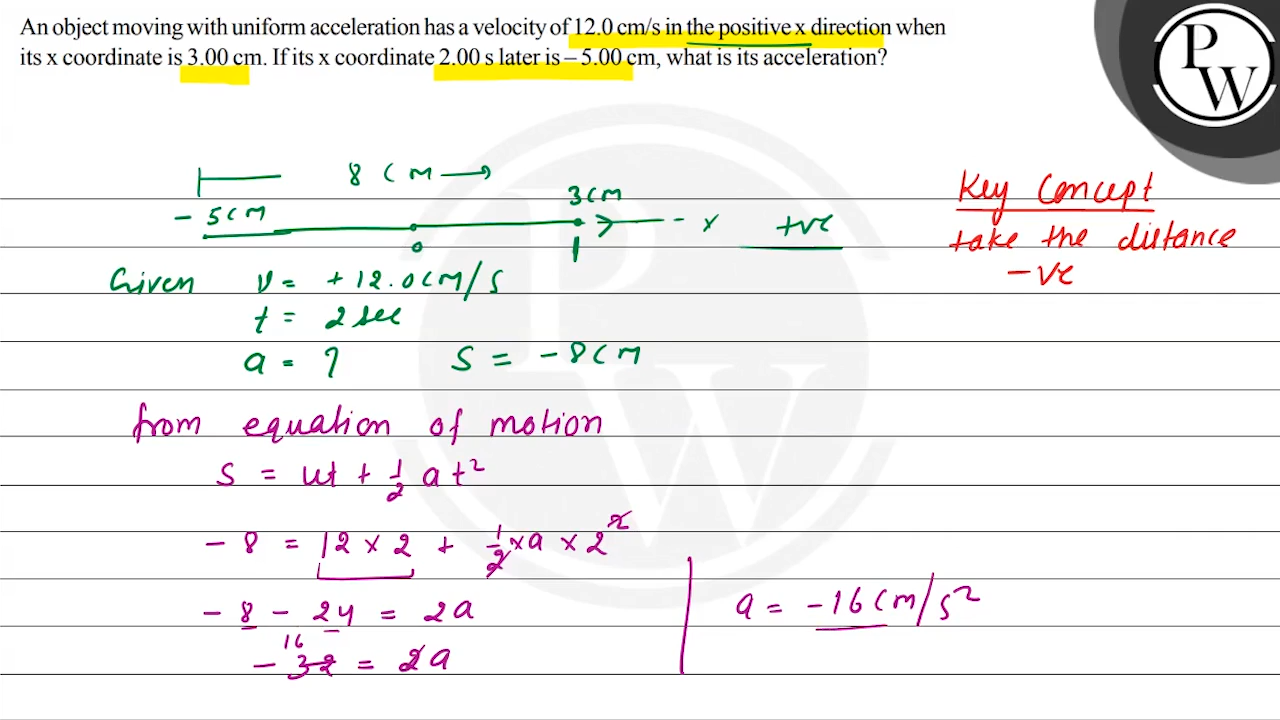 An object moving with uniform acceleration has a velocity of 12.0 cm/s in the positive x direction when
its x coordinate is 3.00 cm. If its x coordinate 2.00 s later is – 5.00 cm, what is its acceleration?
P
W
8 CM
3CM
- 5CM
0
- x
+ve
Key Concept
take the distance
-ve
Given v = +12.0CM/S
t = 2 sec
a = ? S = -8CM
from equation of motion
S = ut + 1/2 at²
- 8 = 12 × 2 + 1/2 × a × 2²
- 8 - 24 = 2a
16
- 32 = 2a
a = -16 CM/S²